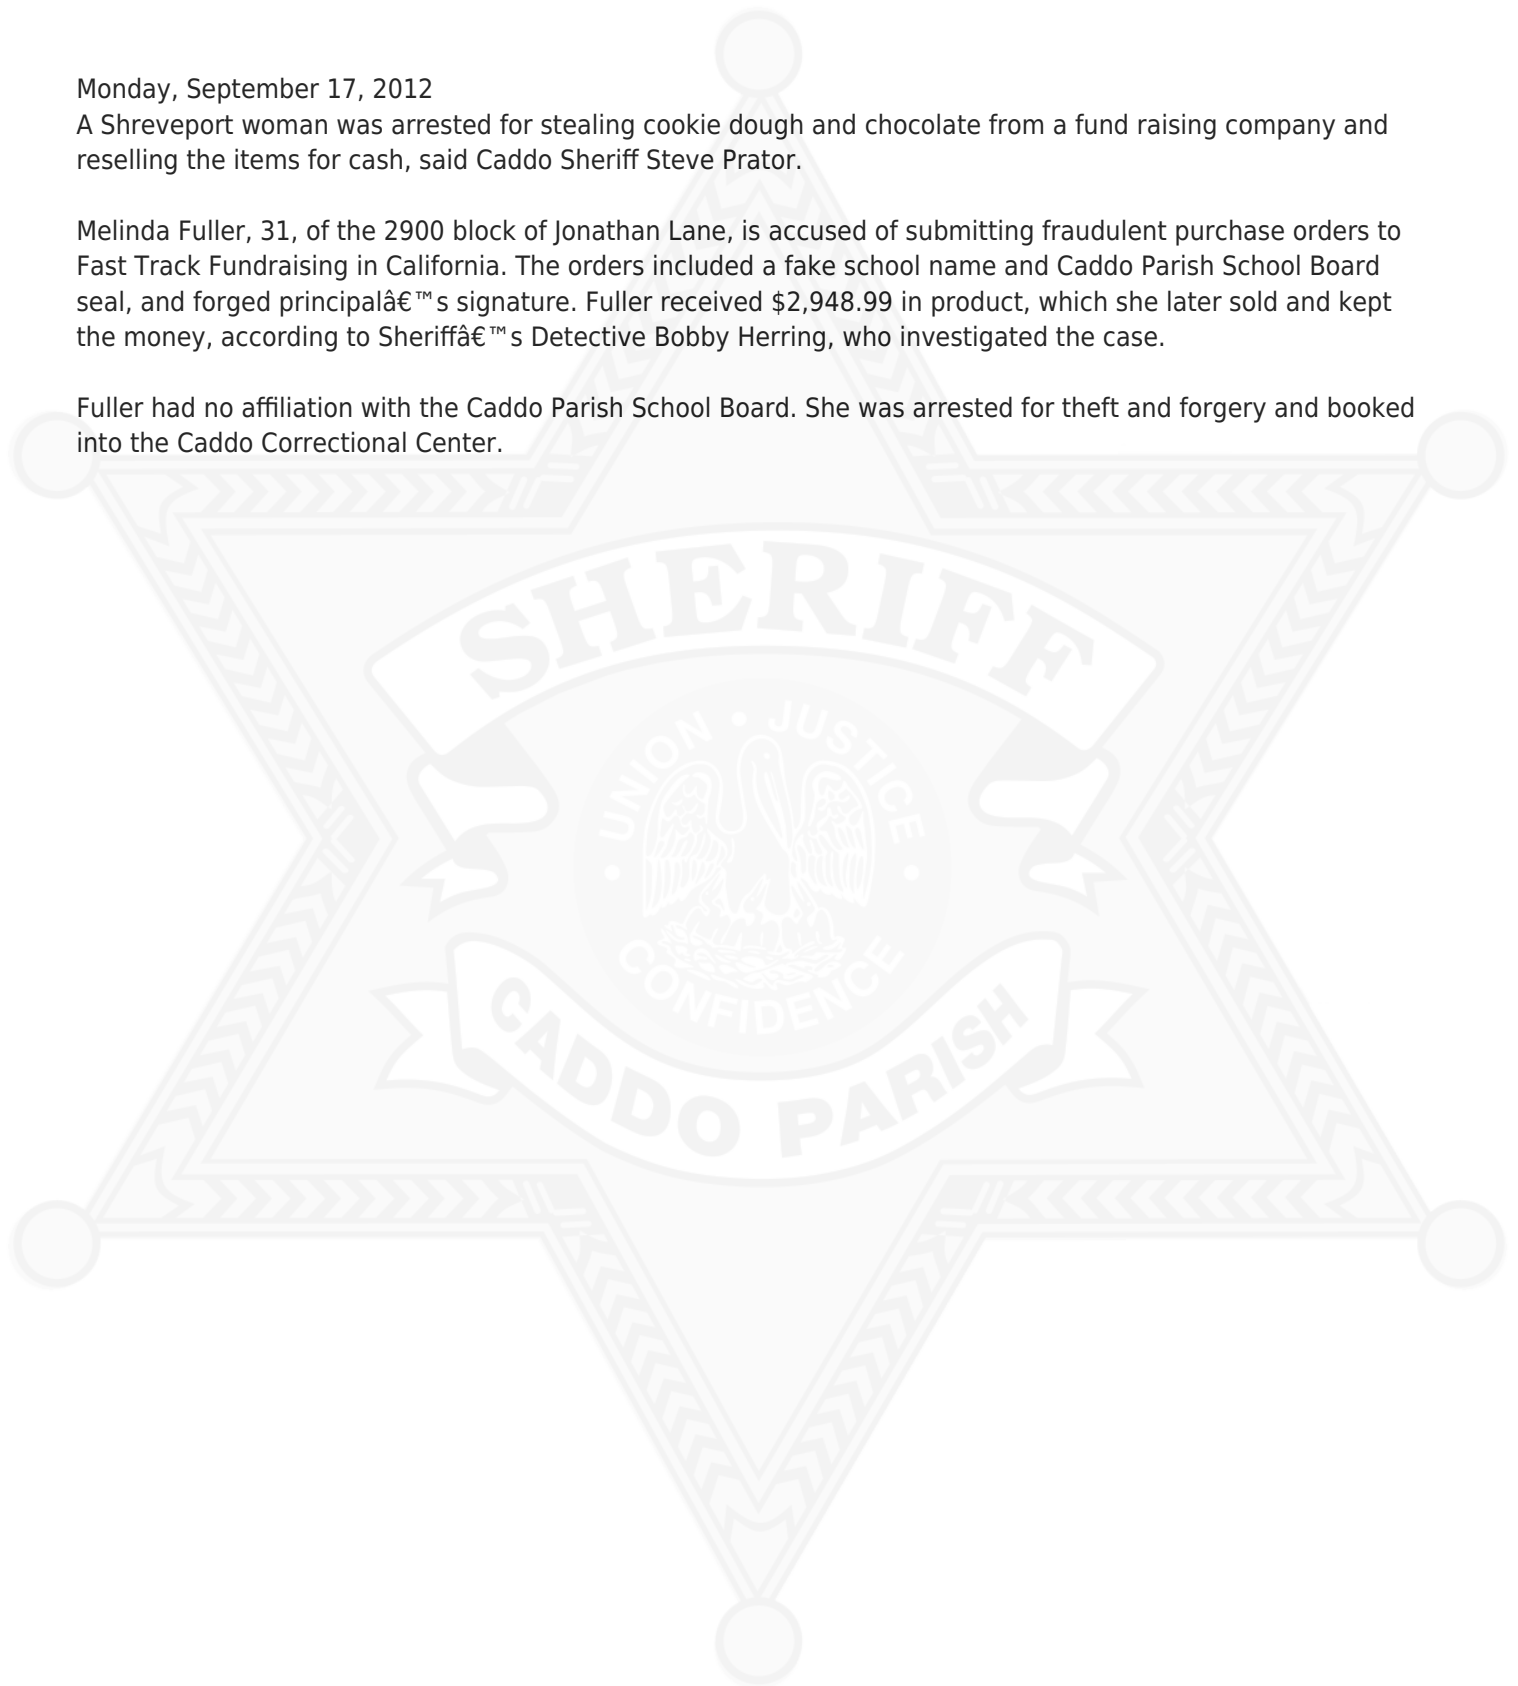 Monday, September 17, 2012
A Shreveport woman was arrested for stealing cookie dough and chocolate from a fund raising company and
reselling the items for cash, said Caddo Sheriff Steve Prator.
Melinda Fuller, 31, of the 2900 block of Jonathan Lane, is accused of submitting fraudulent purchase orders to
Fast Track Fundraising in California. The orders included a fake school name and Caddo Parish School Board
seal, and forged principalâ€™s signature. Fuller received $2,948.99 in product, which she later sold and kept
the money, according to Sheriffâ€™s Detective Bobby Herring, who investigated the case.
Fuller had no affiliation with the Caddo Parish School Board. She was arrested for theft and forgery and booked
into the Caddo Correctional Center.
SHERIFF
UNION • JUSTICE
• CONFIDENCE •
CADDO PARISH